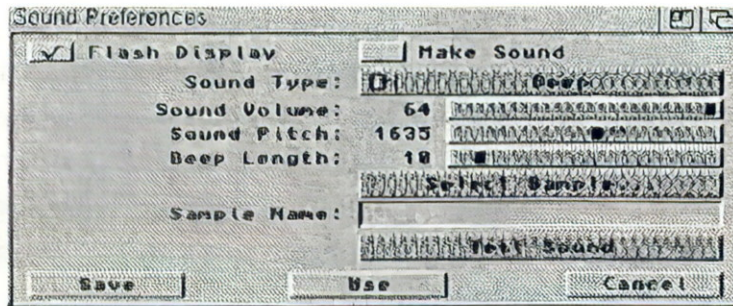 Sound Preferences
Flash Display Make Sound
Sound Type: Beep
Sound Volume: 64
Sound Pitch: 1635
Beep Length: 10
Select Sample...
Sample Name:
Test Sound
Save Use Cancel